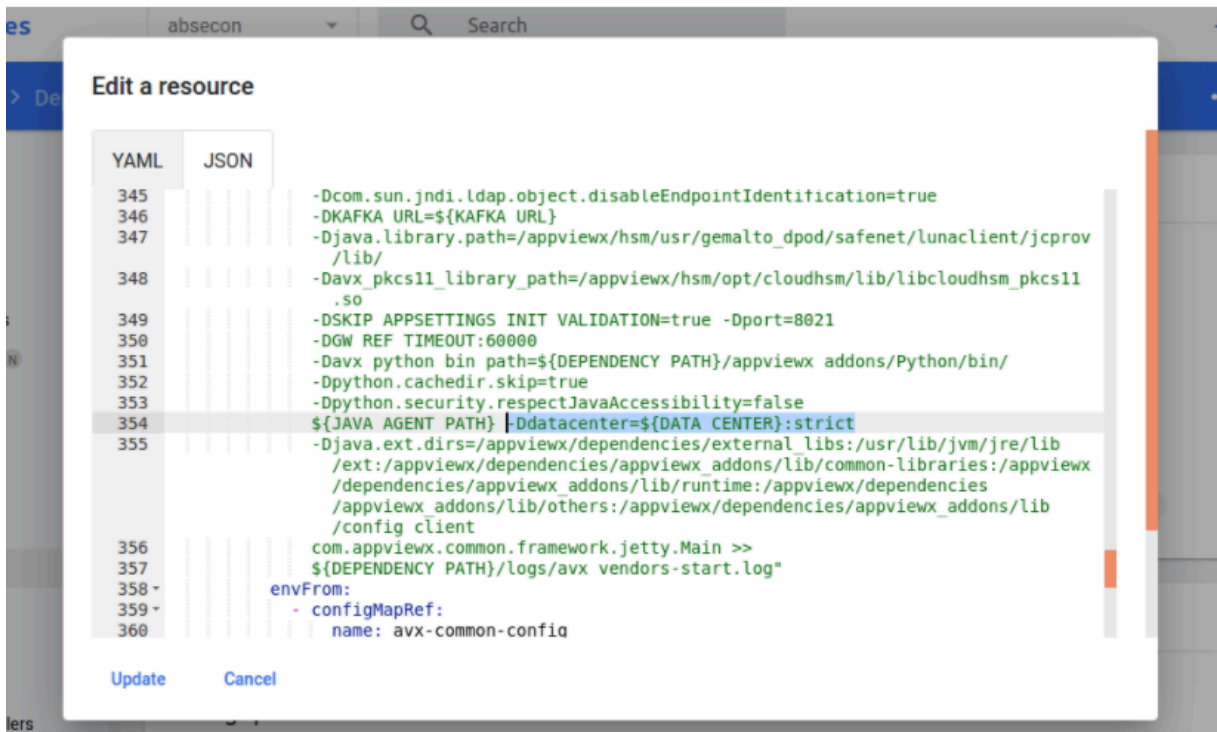 es
absecon
Search
> De
Edit a resource
YAML JSON
345 -Dcom.sun.jndi.ldap.object.disableEndpointIdentification=true
346 -DKAFKA URL=${KAFKA URL}
347 -Djava.library.path=/appviewx/hsm/usr/gemalto_dpod/safenet/lunaclient/jcprov
/lib/
348 -Davx_pkcs11_library_path=/appviewx/hsm/opt/cloudhsm/lib/libcloudhsm_pkcs11
.so
349 -DSKIP APPSETTINGS INIT VALIDATION=true -Dport=8021
350 -DGW REF TIMEOUT:60000
351 -Davx python bin path=${DEPENDENCY PATH}/appviewx addons/Python/bin/
352 -Dpython.cachedir.skip=true
353 -Dpython.security.respectJavaAccessibility=false
354 ${JAVA AGENT PATH} -Ddatacenter=${DATA CENTER}:strict
355 -Djava.ext.dirs=/appviewx/dependencies/external_libs:/usr/lib/jvm/jre/lib
/ext:/appviewx/dependencies/appviewx_addons/lib/common-libraries:/appviewx
/dependencies/appviewx_addons/lib/runtime:/appviewx/dependencies
/appviewx_addons/lib/others:/appviewx/dependencies/appviewx_addons/lib
/config client
356 com.appviewx.common.framework.jetty.Main >>
357 ${DEPENDENCY PATH}/logs/avx vendors-start.log"
358 envFrom:
359 - configMapRef:
360 name: avx-common-config
N
Update Cancel
lers